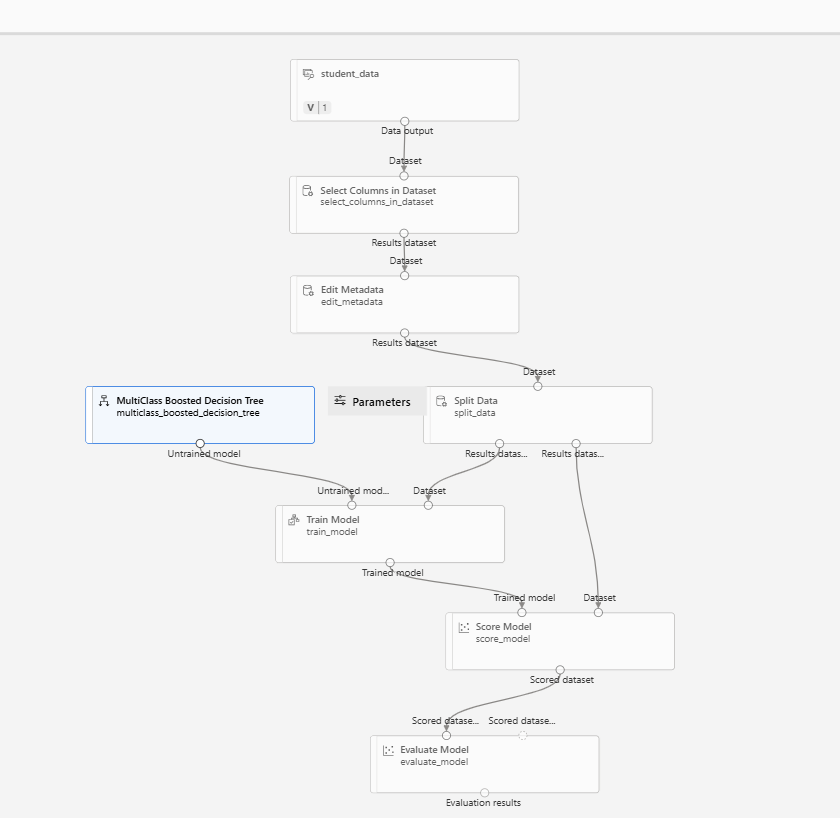 student_data
V | 1
Data output
Dataset
Select Columns in Dataset
select_columns_in_dataset
Results dataset
Dataset
Edit Metadata
edit_metadata
Results dataset
Dataset
MultiClass Boosted Decision Tree
multiclass_boosted_decision_tree
Parameters
Split Data
split_data
Untrained model
Results datas...
Results datas...
Untrained mod...
Dataset
Train Model
train_model
Trained model
Trained model
Dataset
Score Model
score_model
Scored dataset
Scored datase...
Scored datase...
Evaluate Model
evaluate_model
Evaluation results